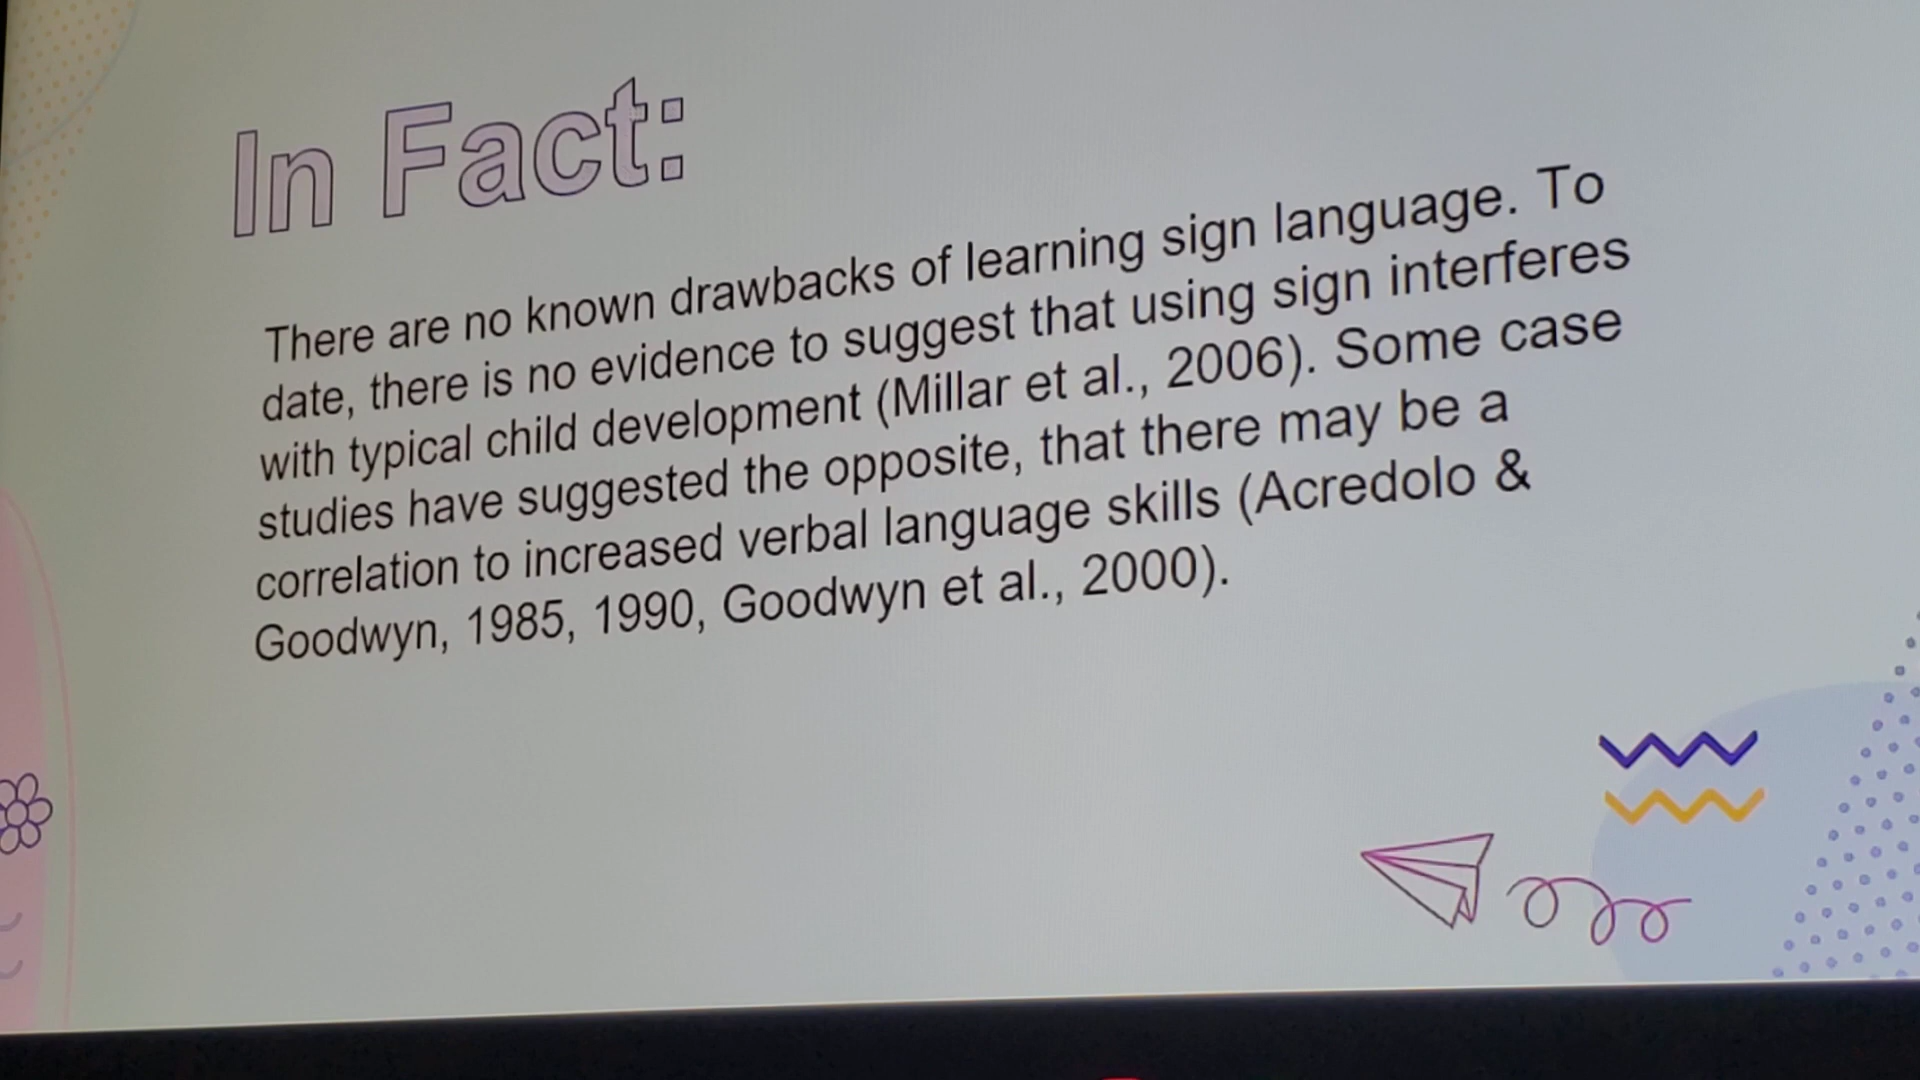 In Fact:
There are no known drawbacks of learning sign language. To
date, there is no evidence to suggest that using sign interferes
with typical child development (Millar et al., 2006). Some case
studies have suggested the opposite, that there may be a
correlation to increased verbal language skills (Acredolo &
Goodwyn, 1985, 1990, Goodwyn et al., 2000).